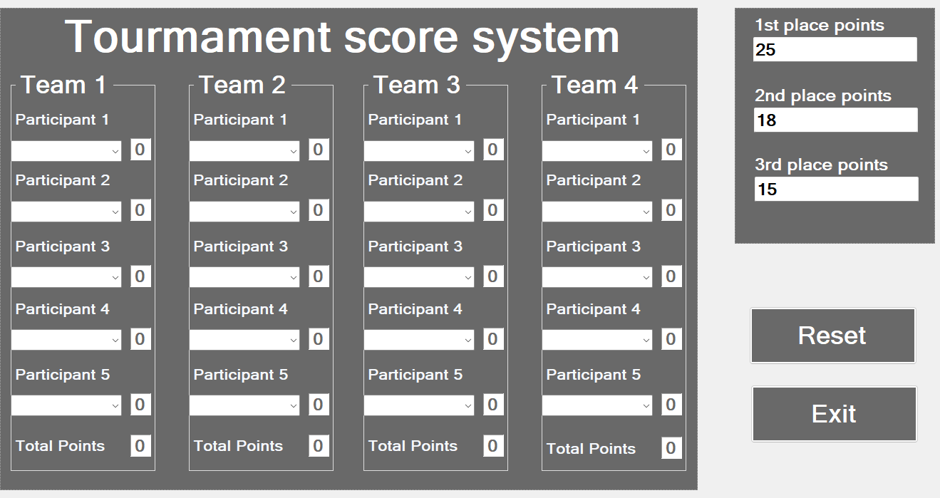 Tourmament score system
Team 1 Team 2 Team 3 Team 4
Participant 1 Participant 1 Participant 1 Participant 1
0 0 0 0
Participant 2 Participant 2 Participant 2 Participant 2
0 0 0 0
Participant 3 Participant 3 Participant 3 Participant 3
0 0 0 0
Participant 4 Participant 4 Participant 4 Participant 4
0 0 0 0
Participant 5 Participant 5 Participant 5 Participant 5
0 0 0 0
Total Points 0 Total Points 0 Total Points 0 Total Points 0
1st place points
25
2nd place points
18
3rd place points
15
Reset
Exit